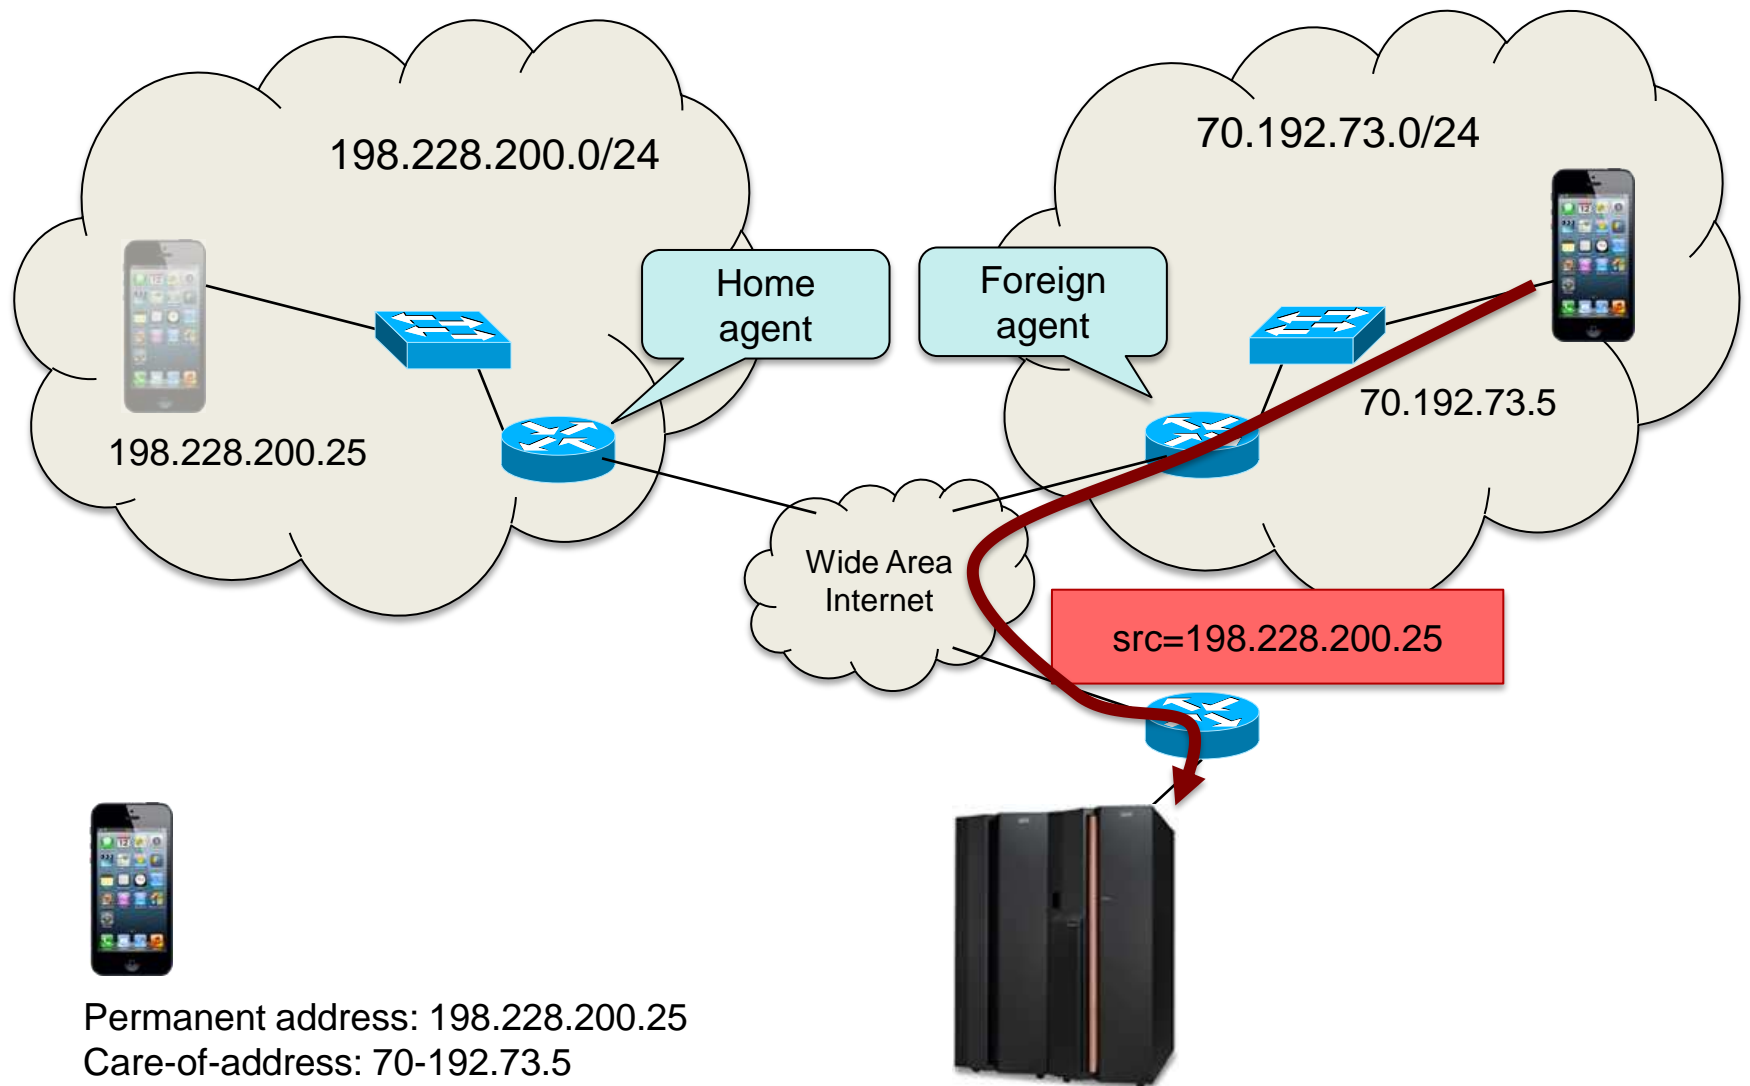 198.228.200.0/24
70.192.73.0/24
Home
agent
Foreign
agent
70.192.73.5
198.228.200.25
Wide Area
Internet
src=198.228.200.25
Permanent address: 198.228.200.25
Care-of-address: 70-192.73.5